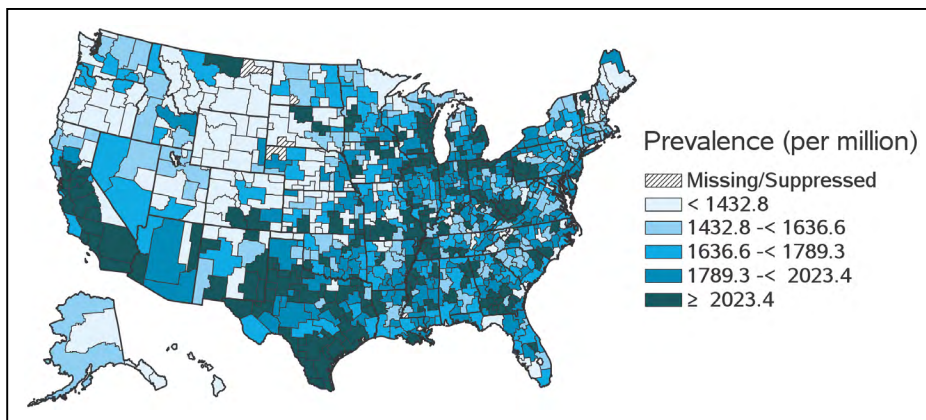 Prevalence (per million)
Missing/Suppressed
< 1432.8
1432.8 -< 1636.6
1636.6 -< 1789.3
1789.3 -< 2023.4
≥ 2023.4